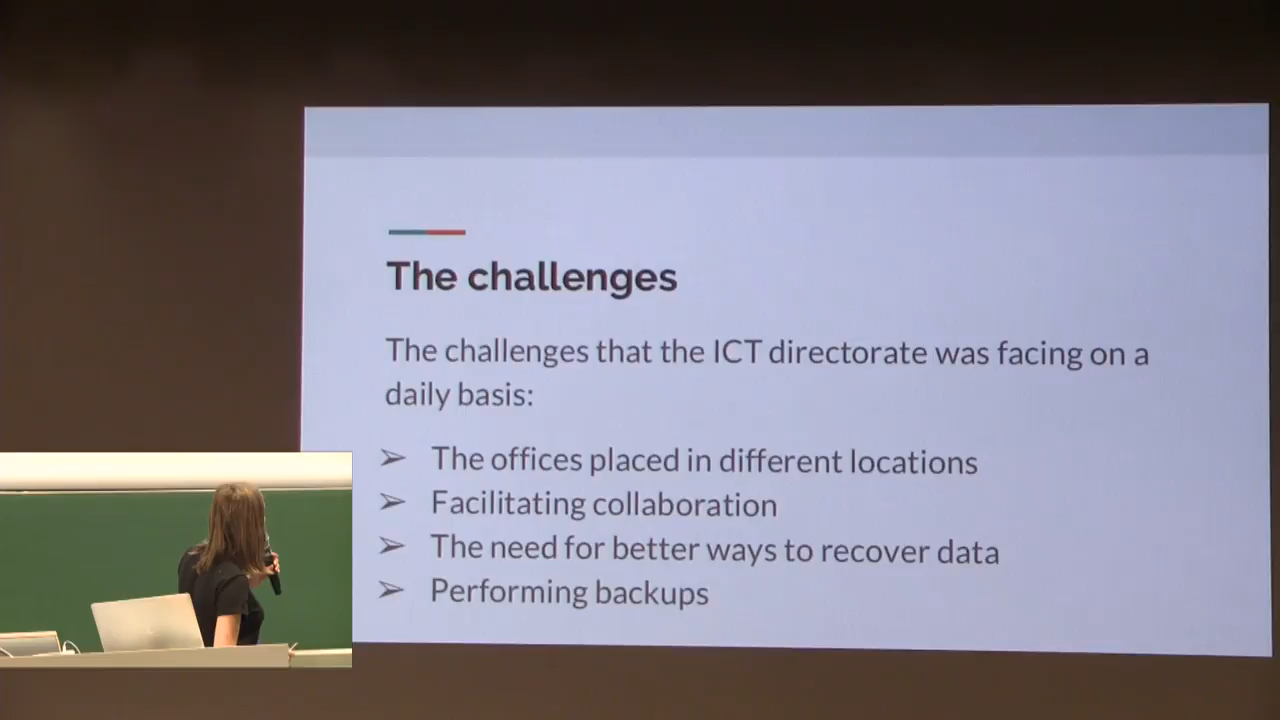 The challenges
The challenges that the ICT directorate was facing on a
daily basis:
➢ The offices placed in different locations
➢ Facilitating collaboration
➢ The need for better ways to recover data
➢ Performing backups